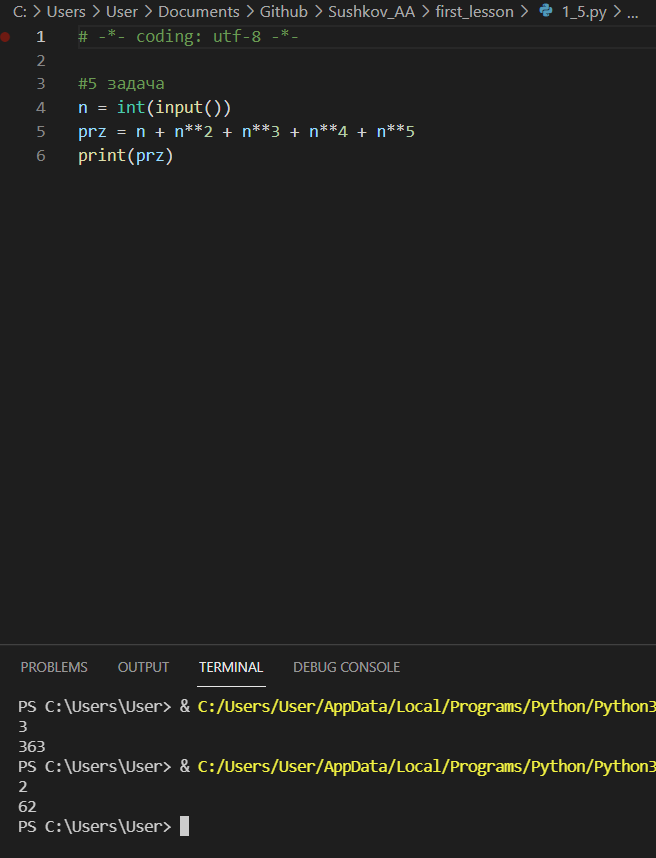 C: > Users > User > Documents > Github > Sushkov_AA > first_lesson > 1_5.py > ...
1 # -*- coding: utf-8 -*-
2
3 #5 задача
4 n = int(input())
5 prz = n + n**2 + n**3 + n**4 + n**5
6 print(prz)
PROBLEMS OUTPUT TERMINAL DEBUG CONSOLE
PS C:\Users\User> & C:/Users/User/AppData/Local/Programs/Python/Python3
3
363
PS C:\Users\User> & C:/Users/User/AppData/Local/Programs/Python/Python3
2
62
PS C:\Users\User>